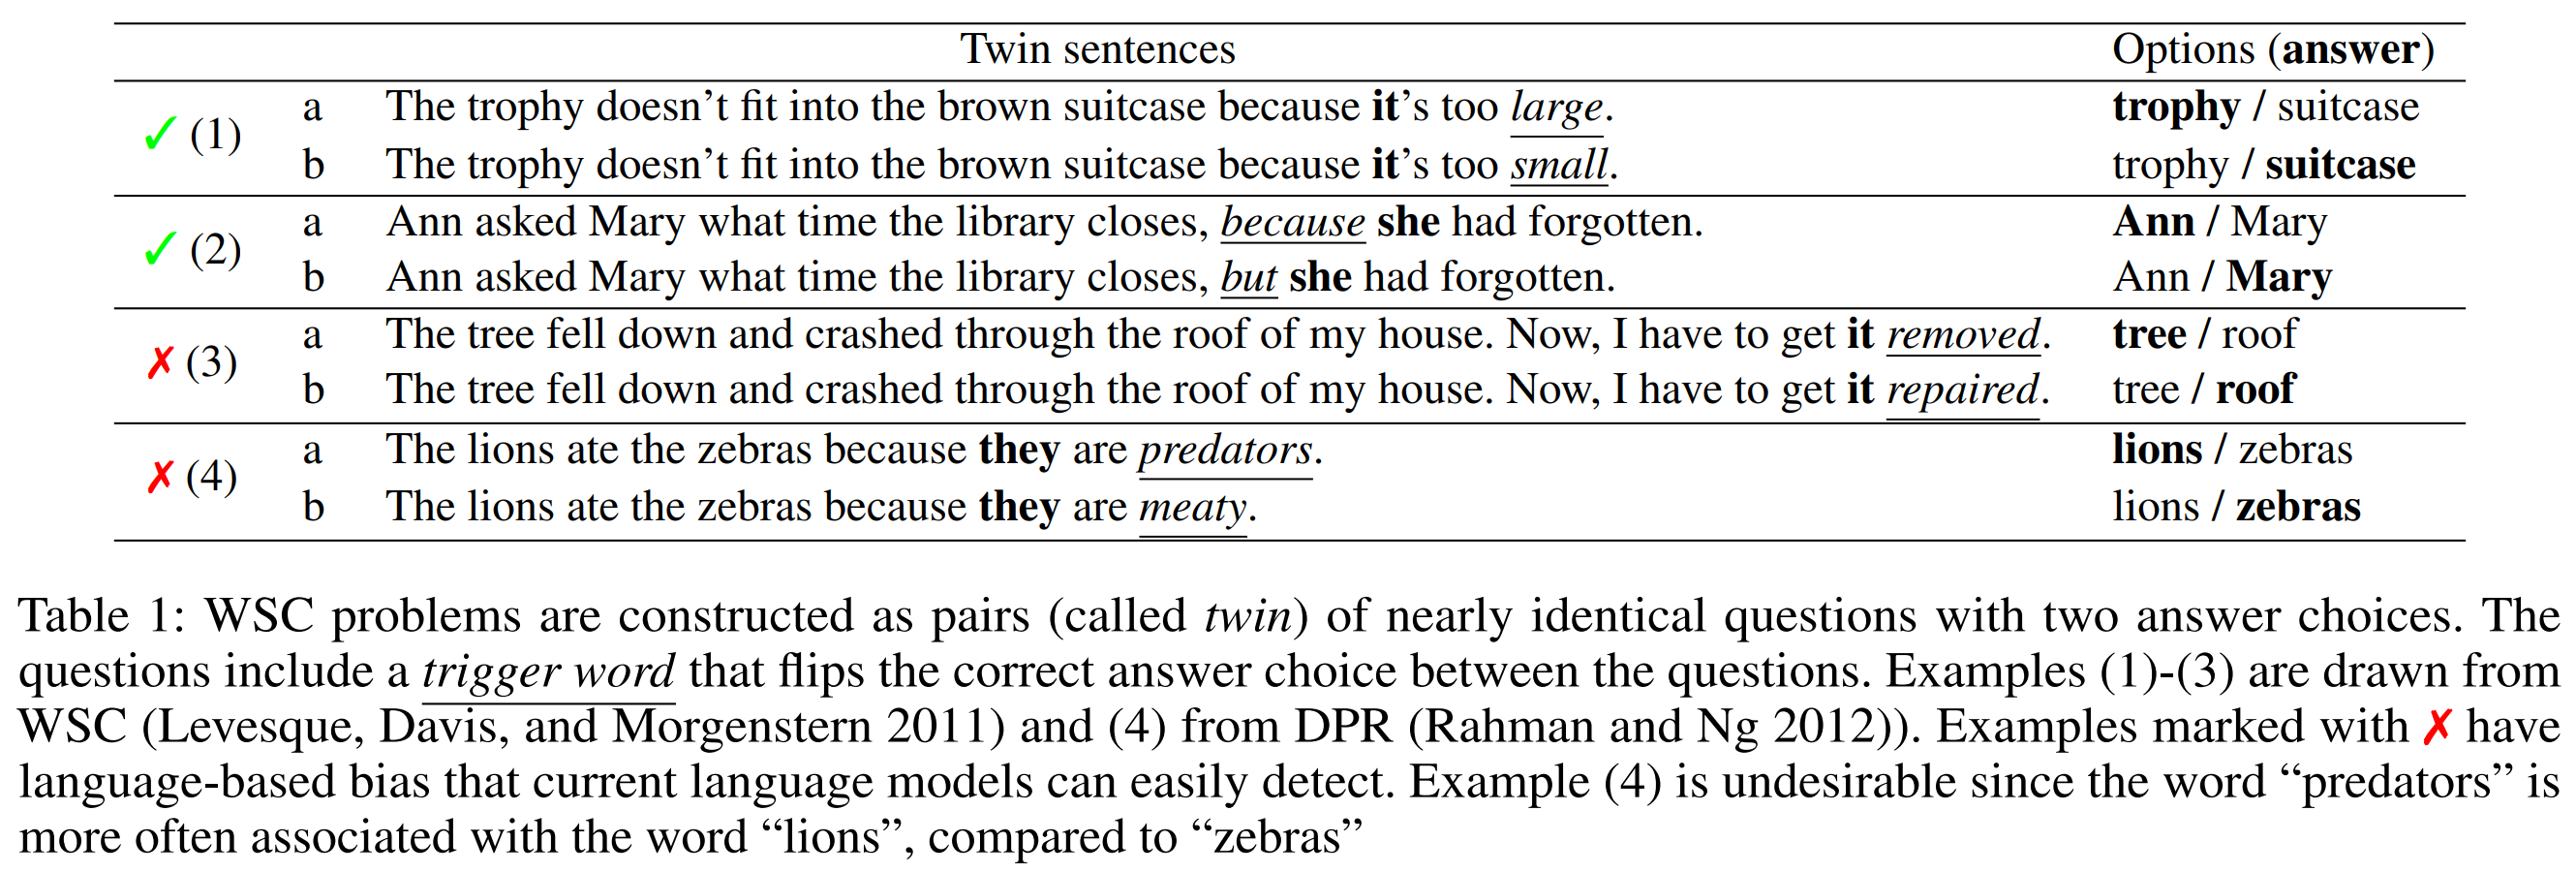 Twin sentences Options (answer)
✓ (1) a The trophy doesn’t fit into the brown suitcase because it’s too large. trophy / suitcase
b The trophy doesn’t fit into the brown suitcase because it’s too small. trophy / suitcase
✓ (2) a Ann asked Mary what time the library closes, because she had forgotten. Ann / Mary
b Ann asked Mary what time the library closes, but she had forgotten. Ann / Mary
✗ (3) a The tree fell down and crashed through the roof of my house. Now, I have to get it removed. tree / roof
b The tree fell down and crashed through the roof of my house. Now, I have to get it repaired. tree / roof
✗ (4) a The lions ate the zebras because they are predators. lions / zebras
b The lions ate the zebras because they are meaty. lions / zebras
Table 1: WSC problems are constructed as pairs (called twin) of nearly identical questions with two answer choices. The
questions include a trigger word that flips the correct answer choice between the questions. Examples (1)-(3) are drawn from
WSC (Levesque, Davis, and Morgenstern 2011) and (4) from DPR (Rahman and Ng 2012)). Examples marked with ✗ have
language-based bias that current language models can easily detect. Example (4) is undesirable since the word “predators” is
more often associated with the word “lions”, compared to “zebras”